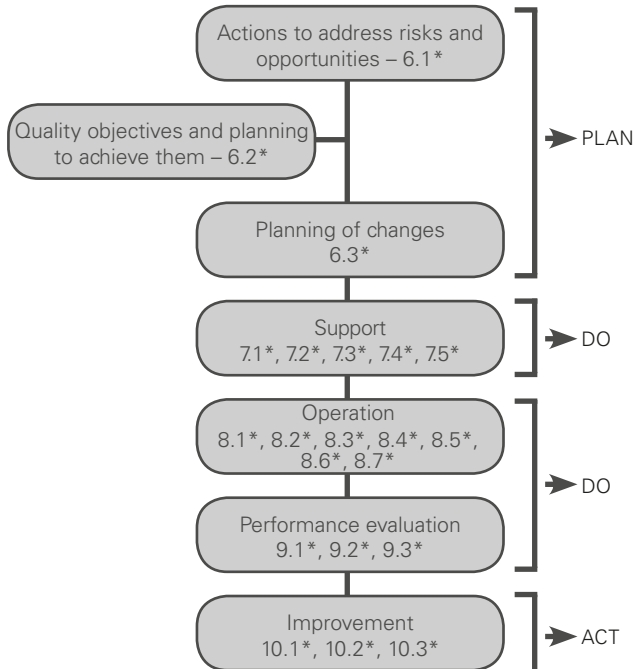 Actions to address risks and
opportunities – 6.1*
PLAN
Quality objectives and planning
to achieve them – 6.2*
Planning of changes
6.3*
Support
7.1*, 7.2*, 7.3*, 7.4*, 7.5*
DO
Operation
8.1*, 8.2*, 8.3*, 8.4*, 8.5*,
8.6*, 8.7*
DO
Performance evaluation
9.1*, 9.2*, 9.3*
Improvement
10.1*, 10.2*, 10.3*
ACT